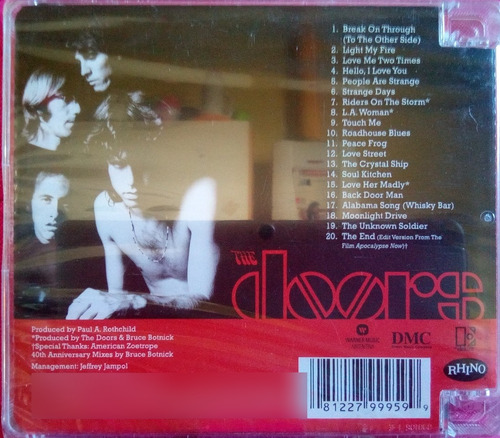 1. Break On Through
(To The Other Side)
2. Light My Fire
3. Love Me Two Times
4. Hello, I Love You
5. People Are Strange
6. Strange Days
7. Riders On The Storm*
8. L.A. Woman*
9. Touch Me
10. Roadhouse Blues
11. Peace Frog
12. Love Street
13. The Crystal Ship
14. Soul Kitchen
15. Love Her Madly*
16. Back Door Man
17. Alabama Song (Whisky Bar)
18. Moonlight Drive
19. The Unknown Soldier
20. The End (Edit Version From The
Film Apocalypse Now)†
THE
doors
Produced by Paul A. Rothchild
*Produced by The Doors & Bruce Botnick
†Special Thanks: American Zoetrope
40th Anniversary Mixes by Bruce Botnick
Management: Jeffrey Jampol
WARNER MUSIC
DMC
RHINO
81227 99959 9